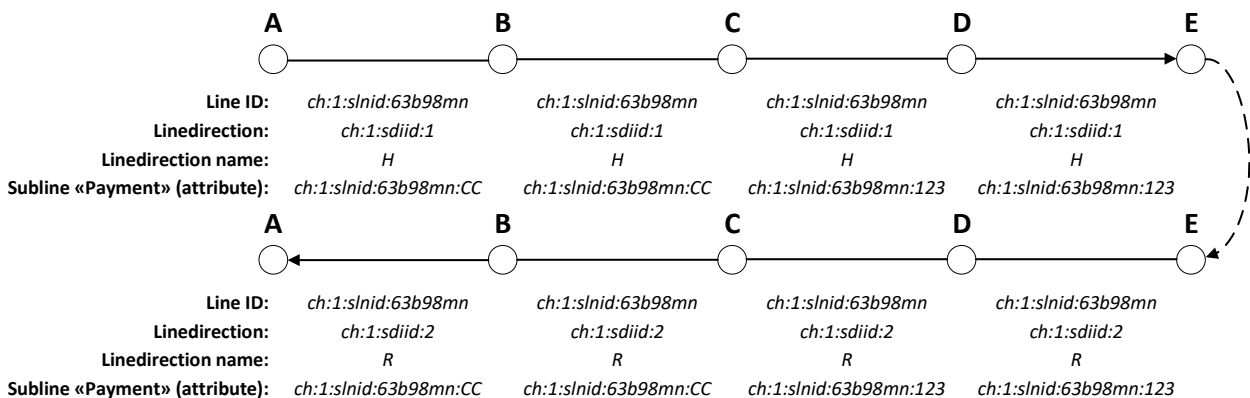 A B C D E
Line ID: ch:1:slnid:63b98mn ch:1:slnid:63b98mn ch:1:slnid:63b98mn ch:1:slnid:63b98mn
Linedirection: ch:1:sdiid:1 ch:1:sdiid:1 ch:1:sdiid:1 ch:1:sdiid:1
Linedirection name: H H H H
Subline «Payment» (attribute): ch:1:slnid:63b98mn:CC ch:1:slnid:63b98mn:CC ch:1:slnid:63b98mn:123 ch:1:slnid:63b98mn:123
A B C D E
Line ID: ch:1:slnid:63b98mn ch:1:slnid:63b98mn ch:1:slnid:63b98mn ch:1:slnid:63b98mn
Linedirection: ch:1:sdiid:2 ch:1:sdiid:2 ch:1:sdiid:2 ch:1:sdiid:2
Linedirection name: R R R R
Subline «Payment» (attribute): ch:1:slnid:63b98mn:CC ch:1:slnid:63b98mn:CC ch:1:slnid:63b98mn:123 ch:1:slnid:63b98mn:123